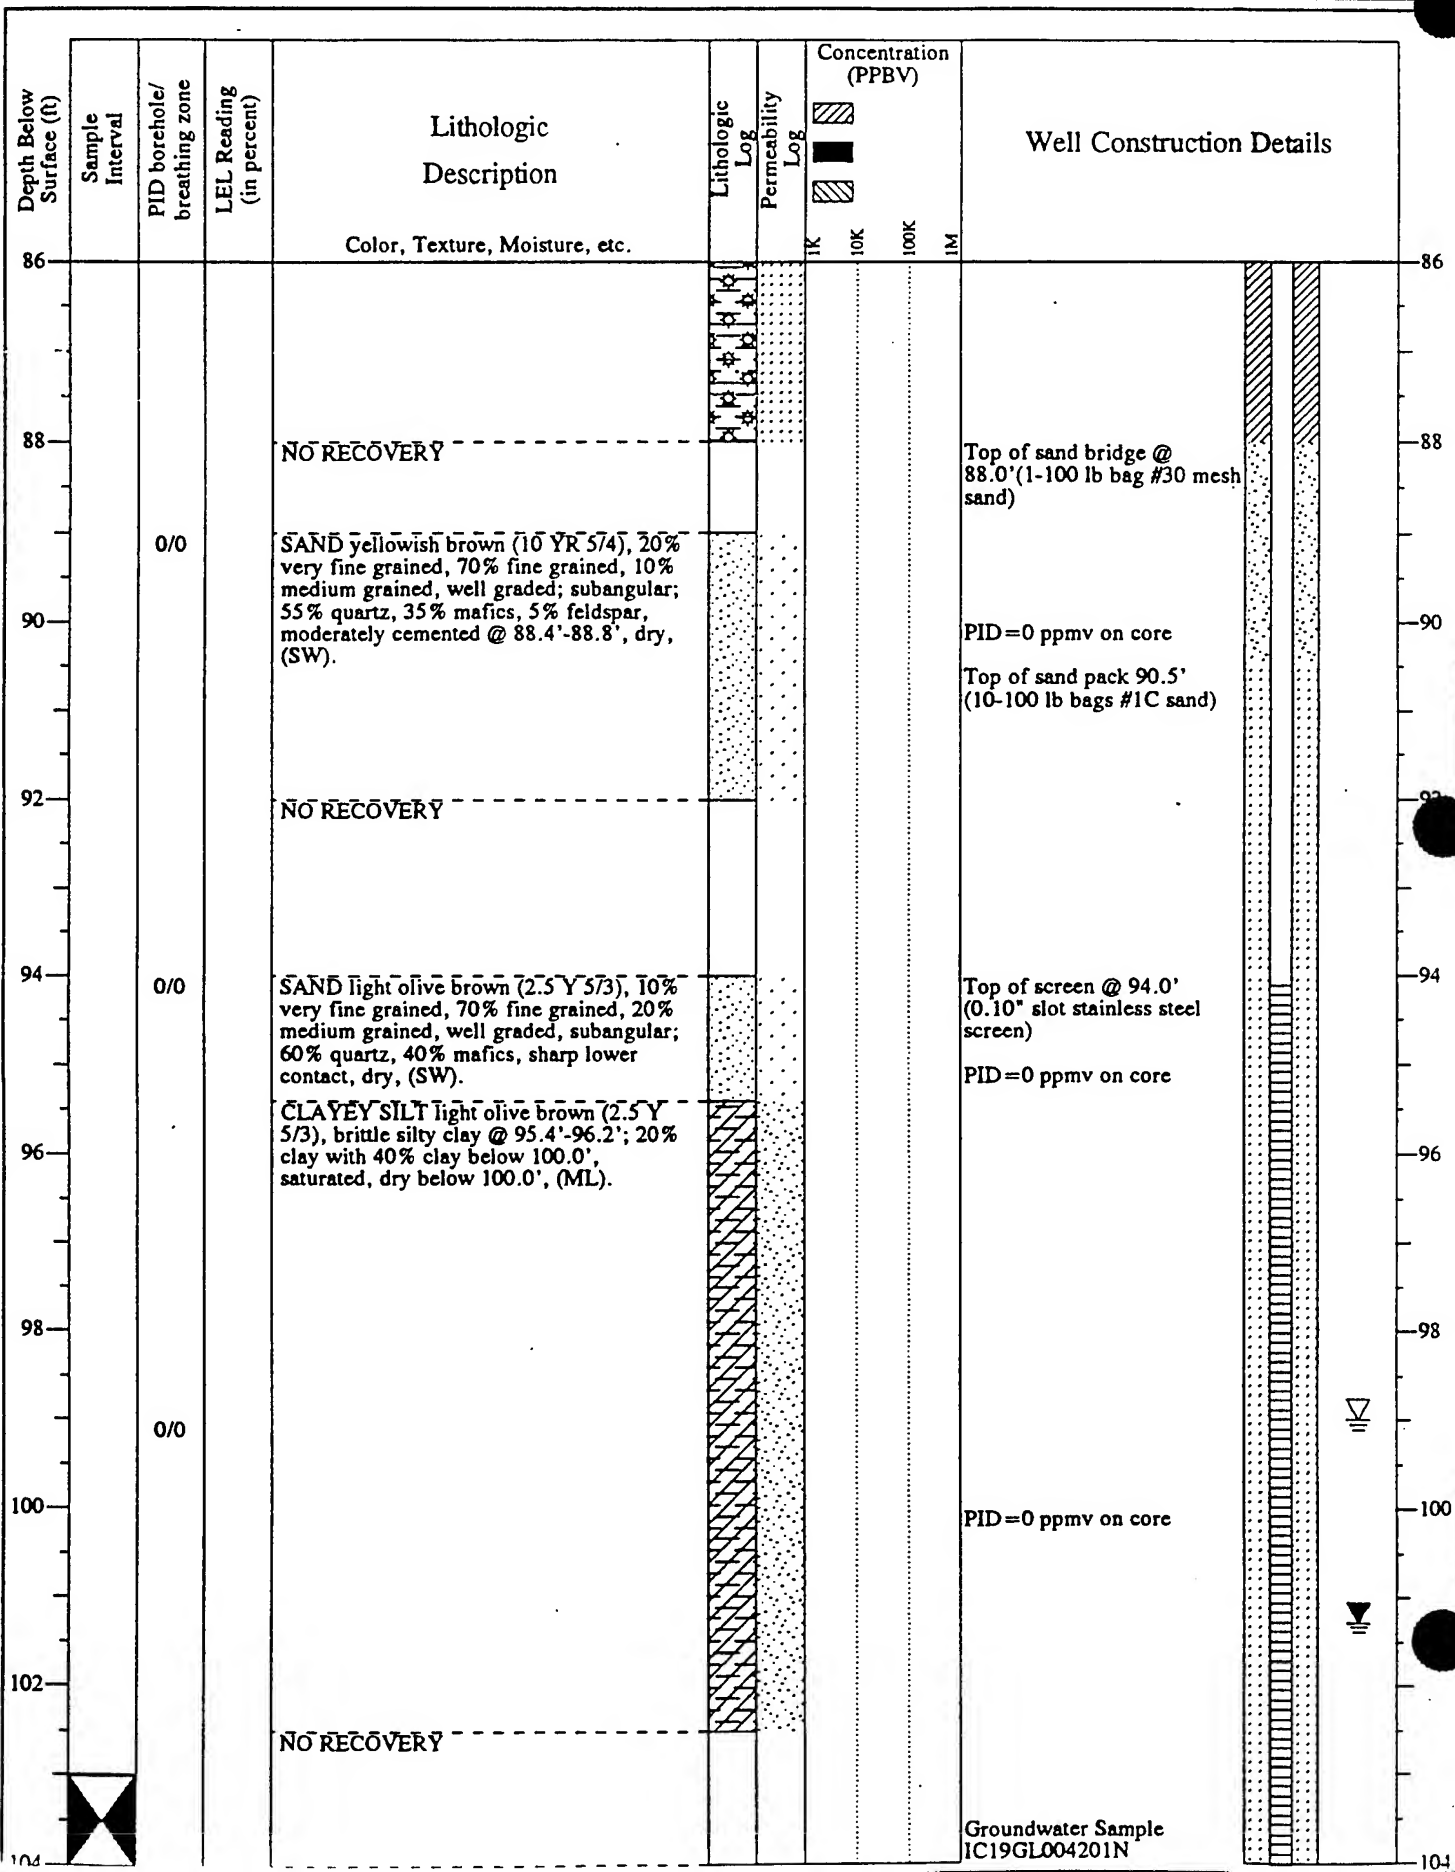 Depth Below
Surface (ft)
Sample
Interval
PID borehole/
breathing zone
LEL Reading
(in percent)
Lithologic
Description
Color, Texture, Moisture, etc.
Lithologic
Log
Permeability
Log
Concentration
(PPBV)
1K
10K
100K
1M
Well Construction Details
86
86
88
NO RECOVERY
Top of sand bridge @
88.0'(1-100 lb bag #30 mesh
sand)
88
0/0
SAND yellowish brown (10 YR 5/4), 20%
very fine grained, 70% fine grained, 10%
medium grained, well graded; subangular;
55% quartz, 35% mafics, 5% feldspar,
moderately cemented @ 88.4'-88.8', dry,
(SW).
90
PID=0 ppmv on core
90
Top of sand pack 90.5'
(10-100 lb bags #1C sand)
92
NO RECOVERY
92
94
0/0
SAND light olive brown (2.5 Y 5/3), 10%
very fine grained, 70% fine grained, 20%
medium grained, well graded, subangular;
60% quartz, 40% mafics, sharp lower
contact, dry, (SW).
Top of screen @ 94.0'
(0.10" slot stainless steel
screen)
94
PID=0 ppmv on core
CLAYEY SILT light olive brown (2.5 Y
5/3), brittle silty clay @ 95.4'-96.2'; 20%
clay with 40% clay below 100.0',
saturated, dry below 100.0', (ML).
96
96
98
98
0/0
100
PID=0 ppmv on core
100
102
NO RECOVERY
Groundwater Sample
IC19GL004201N
104